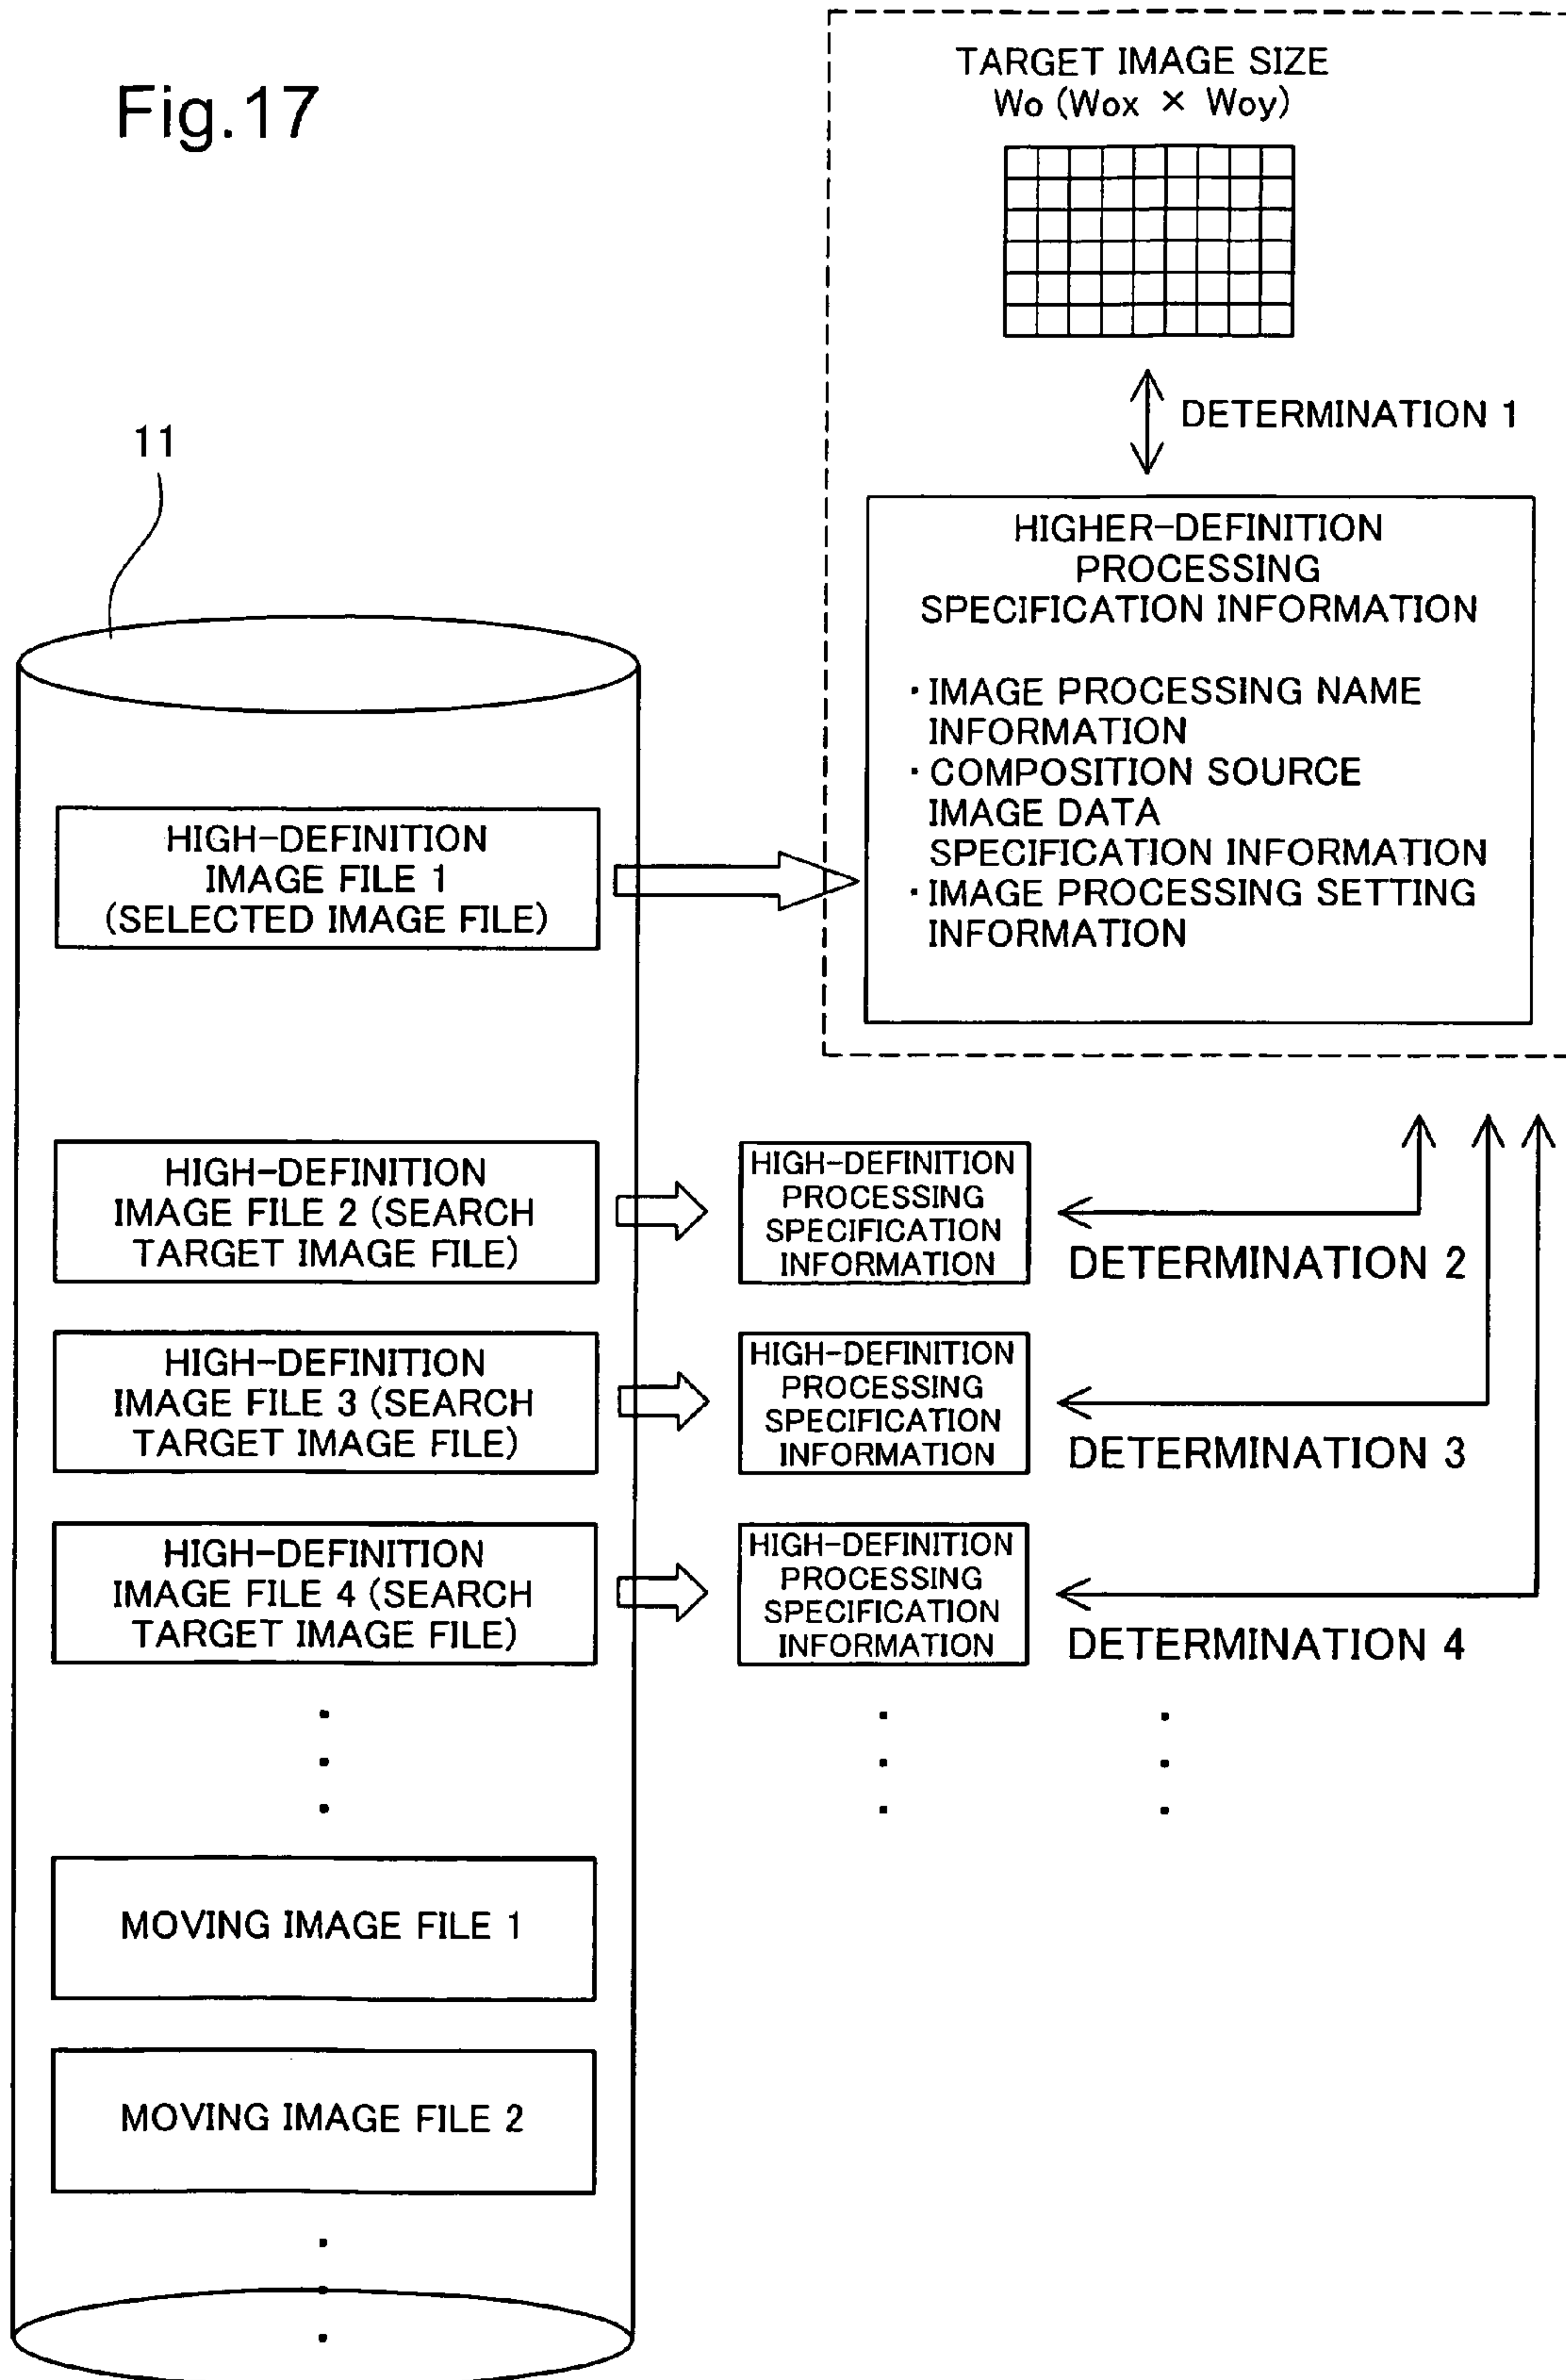 Fig.17
TARGET IMAGE SIZE
Wo (Wox × Woy)
DETERMINATION 1
11
HIGHER-DEFINITION
PROCESSING
SPECIFICATION INFORMATION
・IMAGE PROCESSING NAME
INFORMATION
・COMPOSITION SOURCE
IMAGE DATA
SPECIFICATION INFORMATION
・IMAGE PROCESSING SETTING
INFORMATION
HIGH-DEFINITION
IMAGE FILE 1
(SELECTED IMAGE FILE)
HIGH-DEFINITION
IMAGE FILE 2 (SEARCH
TARGET IMAGE FILE)
HIGH-DEFINITION
PROCESSING
SPECIFICATION
INFORMATION
DETERMINATION 2
HIGH-DEFINITION
IMAGE FILE 3 (SEARCH
TARGET IMAGE FILE)
HIGH-DEFINITION
PROCESSING
SPECIFICATION
INFORMATION
DETERMINATION 3
HIGH-DEFINITION
IMAGE FILE 4 (SEARCH
TARGET IMAGE FILE)
HIGH-DEFINITION
PROCESSING
SPECIFICATION
INFORMATION
DETERMINATION 4
MOVING IMAGE FILE 1
MOVING IMAGE FILE 2